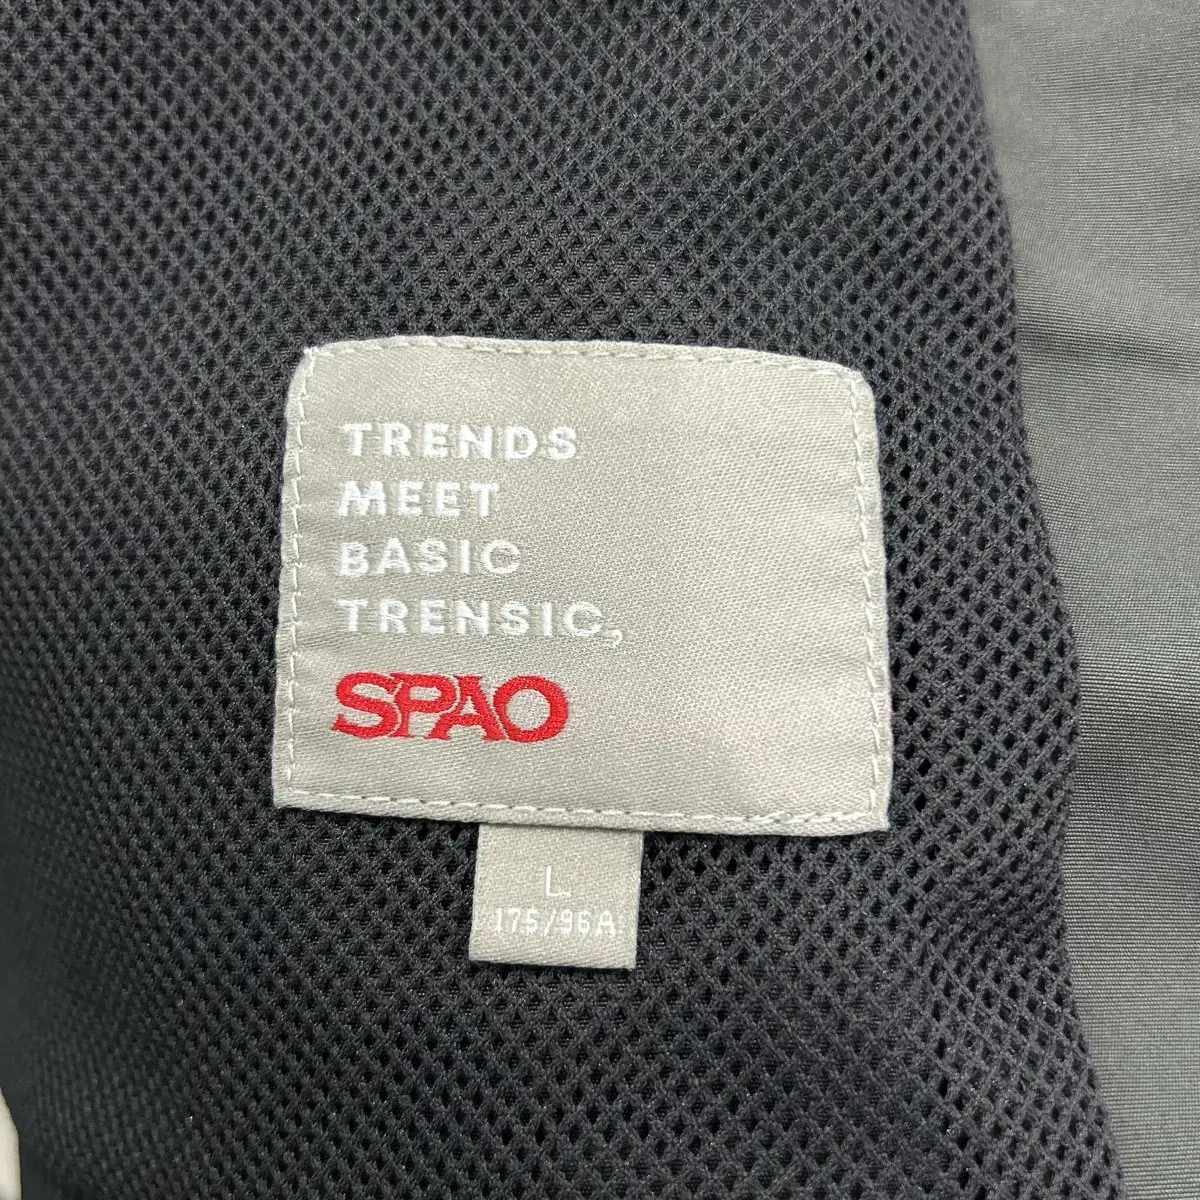 TRENDS
MEET
BASIC
TRENSIC,
SPAO
L
175/96A